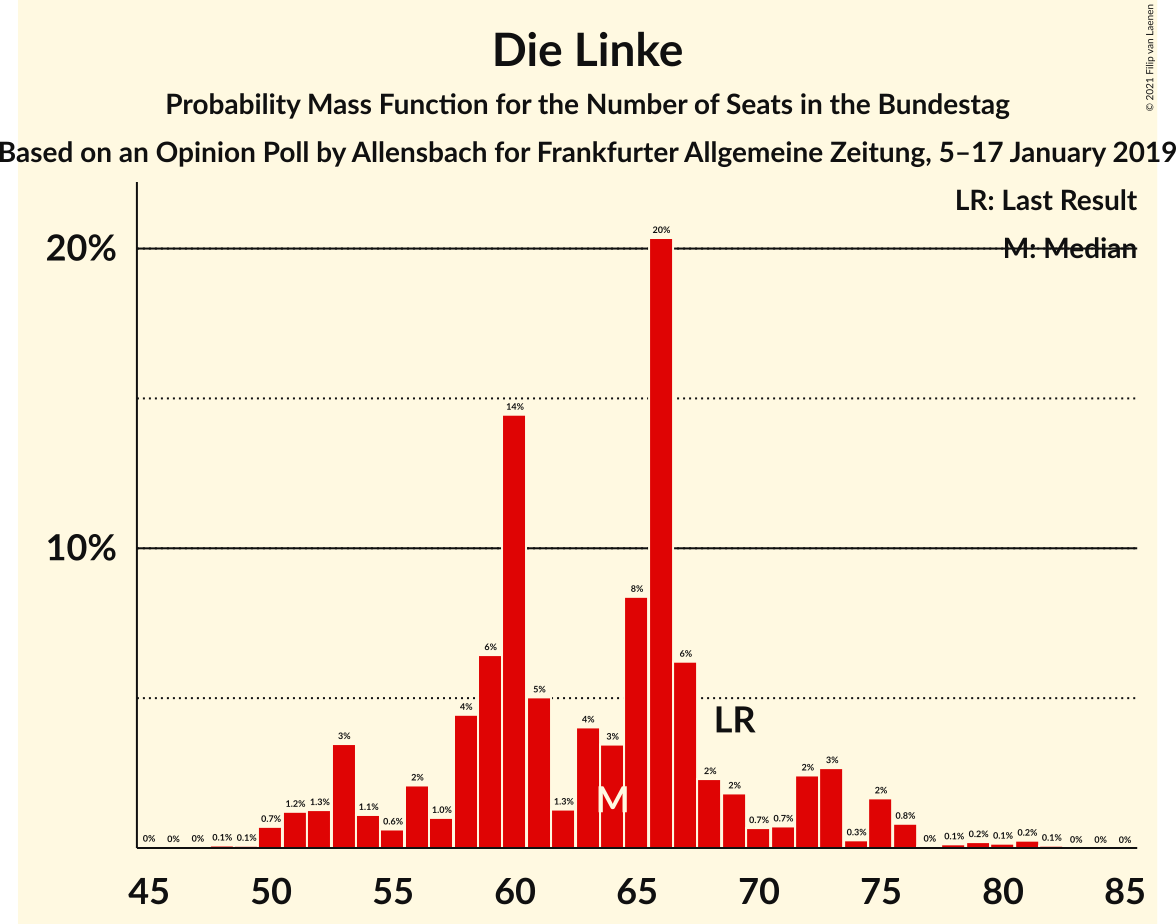 Die Linke
Probability Mass Function for the Number of Seats in the Bundestag
Based on an Opinion Poll by Allensbach for Frankfurter Allgemeine Zeitung, 5–17 January 2019
© 2021 Filip van Laenen
LR: Last Result
M: Median
20%
10%
0% 0% 0% 0.1% 0.1% 0.7% 1.2% 1.3% 3% 1.1% 0.6% 2% 1.0% 4% 6% 14% 5% 1.3% 4% 3% 8% 20% 6% 2% 2% 0.7% 0.7% 2% 3% 0.3% 2% 0.8% 0% 0.1% 0.2% 0.1% 0.2% 0.1% 0% 0% 0%
LR
M
45 50 55 60 65 70 75 80 85